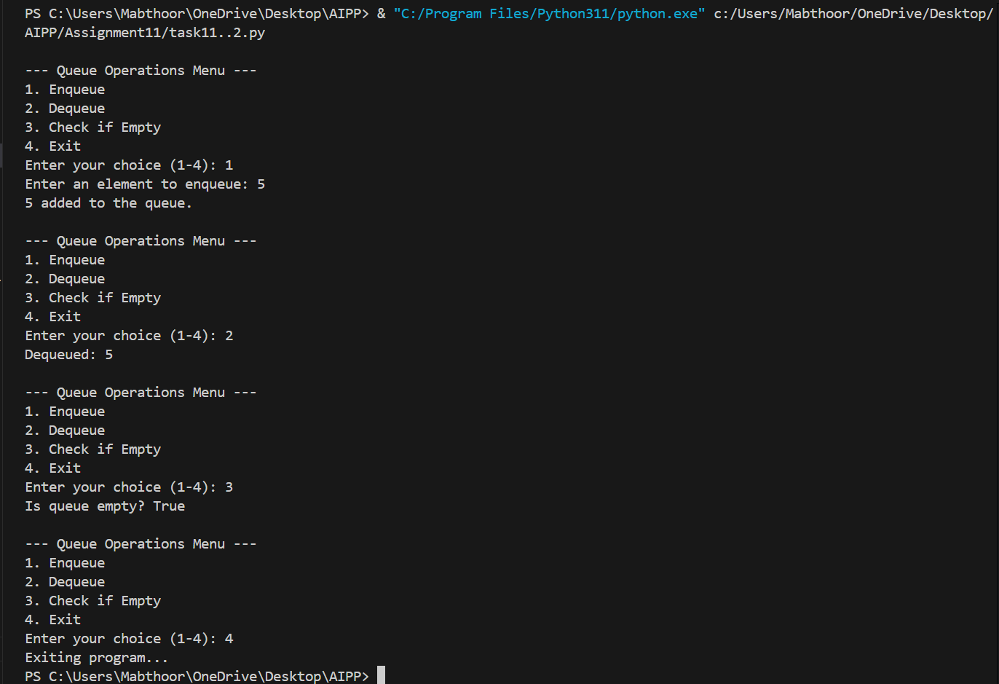 PS C:\Users\Mabthoor\OneDrive\Desktop\AIPP> & "C:/Program Files/Python311/python.exe" c:/Users/Mabthoor/OneDrive/Desktop/
AIPP/Assignment11/task11..2.py
--- Queue Operations Menu ---
1. Enqueue
2. Dequeue
3. Check if Empty
4. Exit
Enter your choice (1-4): 1
Enter an element to enqueue: 5
5 added to the queue.
--- Queue Operations Menu ---
1. Enqueue
2. Dequeue
3. Check if Empty
4. Exit
Enter your choice (1-4): 2
Dequeued: 5
--- Queue Operations Menu ---
1. Enqueue
2. Dequeue
3. Check if Empty
4. Exit
Enter your choice (1-4): 3
Is queue empty? True
--- Queue Operations Menu ---
1. Enqueue
2. Dequeue
3. Check if Empty
4. Exit
Enter your choice (1-4): 4
Exiting program...
PS C:\Users\Mabthoor\OneDrive\Desktop\AIPP>